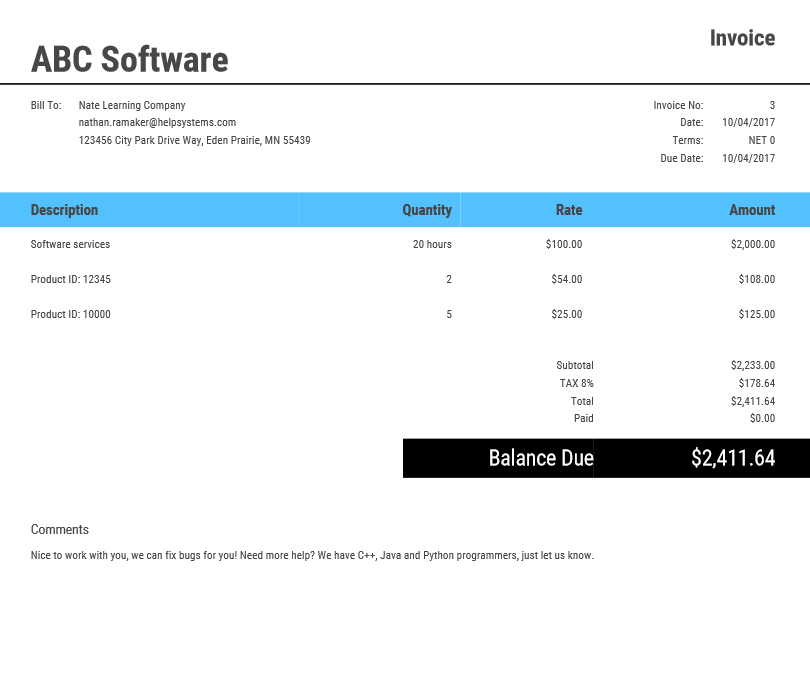 Invoice
ABC Software
Bill To: Nate Learning Company Invoice No: 3
nathan.ramaker@helpsystems.com Date: 10/04/2017
123456 City Park Drive Way, Eden Prairie, MN 55439 Terms: NET 0
Due Date: 10/04/2017
Description Quantity Rate Amount
Software services 20 hours $100.00 $2,000.00
Product ID: 12345 2 $54.00 $108.00
Product ID: 10000 5 $25.00 $125.00
Subtotal $2,233.00
TAX 8% $178.64
Total $2,411.64
Paid $0.00
Balance Due $2,411.64
Comments
Nice to work with you, we can fix bugs for you! Need more help? We have C++, Java and Python programmers, just let us know.